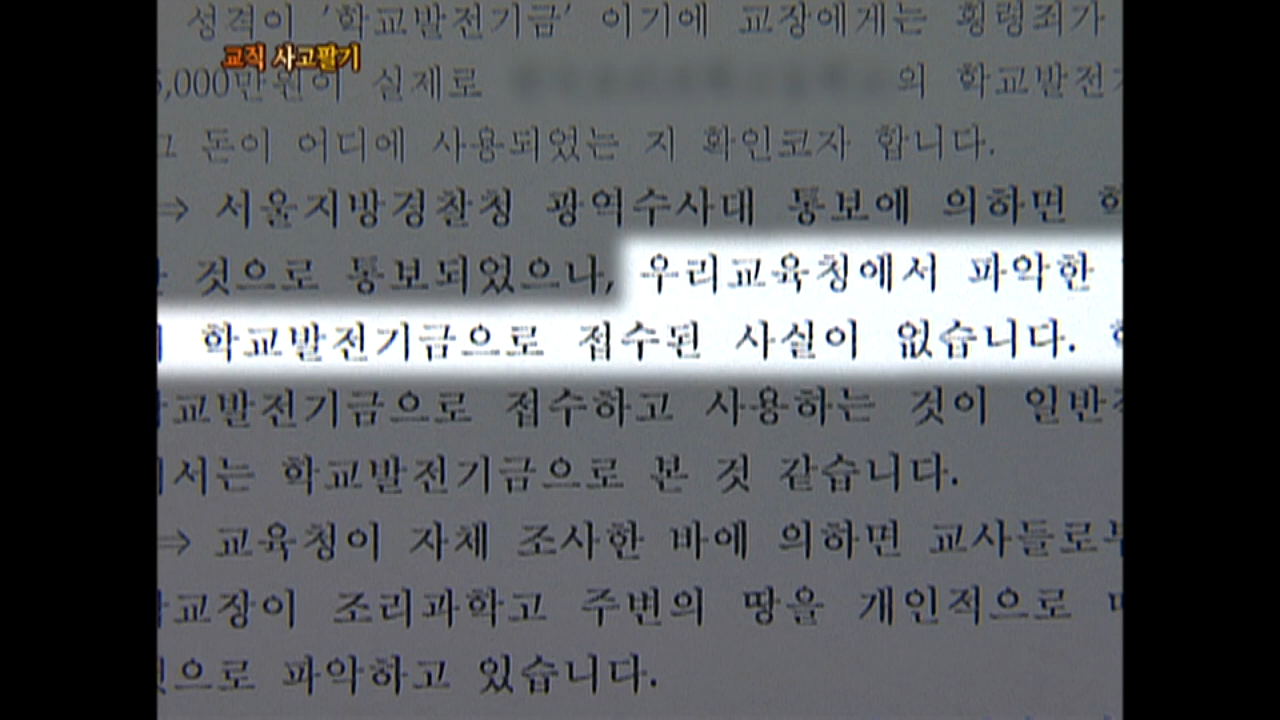 성격이 '학교발전기금' 이기에 교장에게는 횡령죄가
교직 사고팔기
5,000만원이 실제로 의 학교발전기
그 돈이 어디에 사용되었는 지 확인코자 합니다.
⇒ 서울지방경찰청 광역수사대 통보에 의하면
것으로 통보되었으나, 우리교육청에서 파악한
학교발전기금으로 접수된 사실이 없습니다.
학교발전기금으로 접수하고 사용하는 것이 일반적
에서는 학교발전기금으로 본 것 같습니다.
⇒ 교육청이 자체 조사한 바에 의하면 교사들로부
학교장이 조리과학고 주변의 땅을 개인적으로
것으로 파악하고 있습니다.